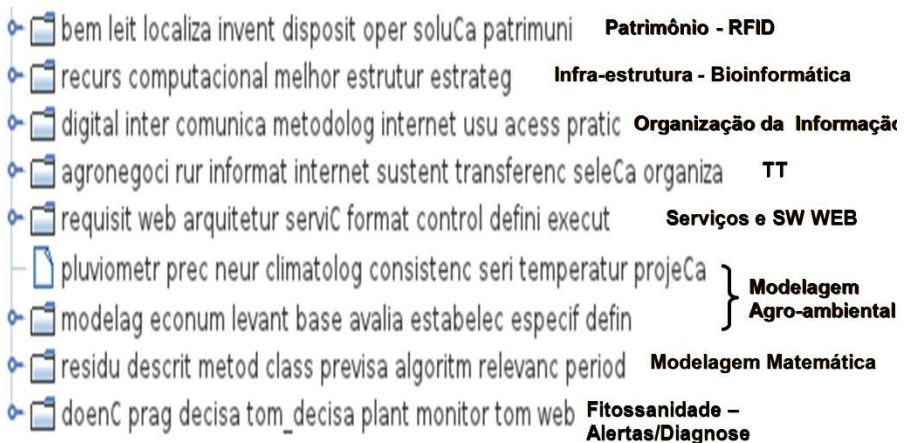 bem leit localiza invent disposit oper soluCa patrimuni Patrimônio - RFID
recurs computacional melhor estrutur estrateg Infra-estrutura - Bioinformática
digital inter comunica metodolog internet usu acess pratic Organização da Informação
agronegoci rur informat internet sustent transferenc seleCa organiza TT
requisit web arquitetur serviC format control defini execut Serviços e SW WEB
pluviometr prec neur climatolog consistenc seri temperatur projeCa
Modelagem
Agro-ambiental
modelag econum levant base avalia estabelec especif defin
residu descrit metod class previsa algoritm relevanc period Modelagem Matemática
doenC prag decisa tom_decisa plant monitor tom web Fitossanidade –
Alertas/Diagnose